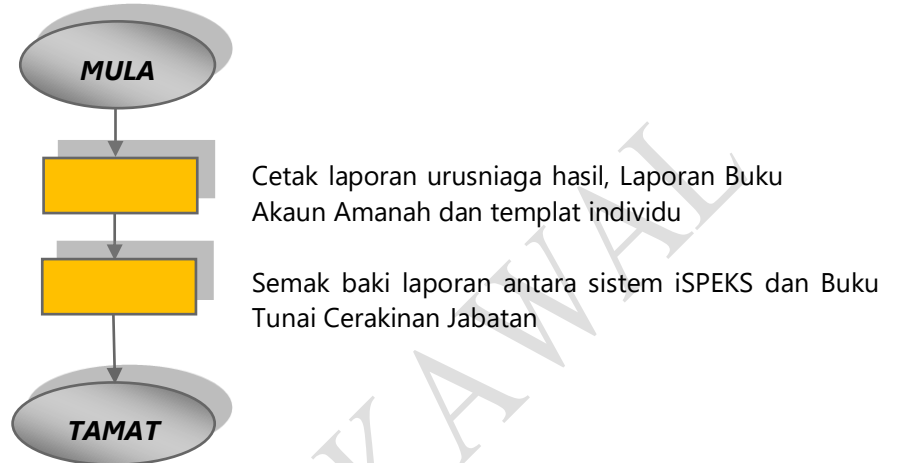 MULA
Cetak laporan urusniaga hasil, Laporan Buku
Akaun Amanah dan templat individu
Semak baki laporan antara sistem iSPEKS dan Buku
Tunai Cerakinan Jabatan
TAMAT
KAWAL